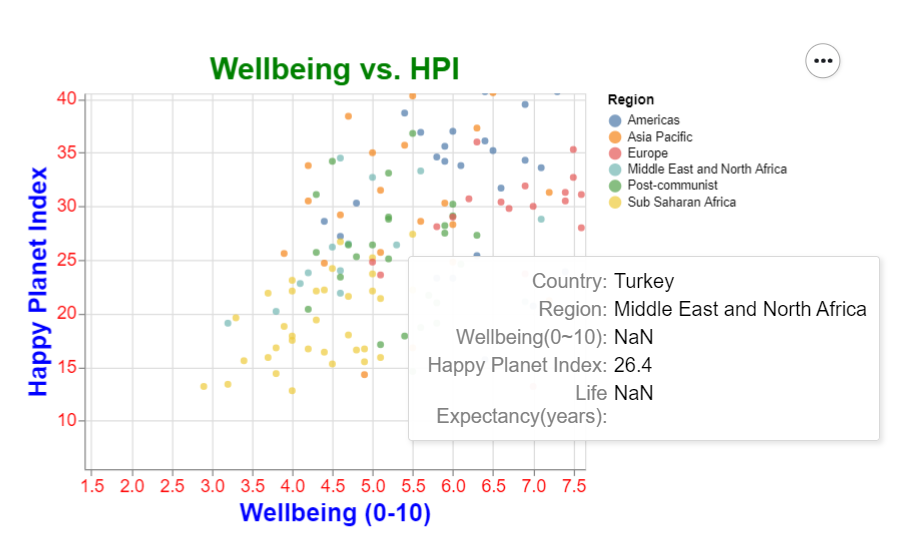 Wellbeing vs. HPI
Happy Planet Index
40
35
30
25
20
15
10
1.5 2.0 2.5 3.0 3.5 4.0 4.5 5.0 5.5 6.0 6.5 7.0 7.5
Wellbeing (0-10)
Region
Americas
Asia Pacific
Europe
Middle East and North Africa
Post-communist
Sub Saharan Africa
Country: Turkey
Region: Middle East and North Africa
Wellbeing(0~10): NaN
Happy Planet Index: 26.4
Life NaN
Expectancy(years):